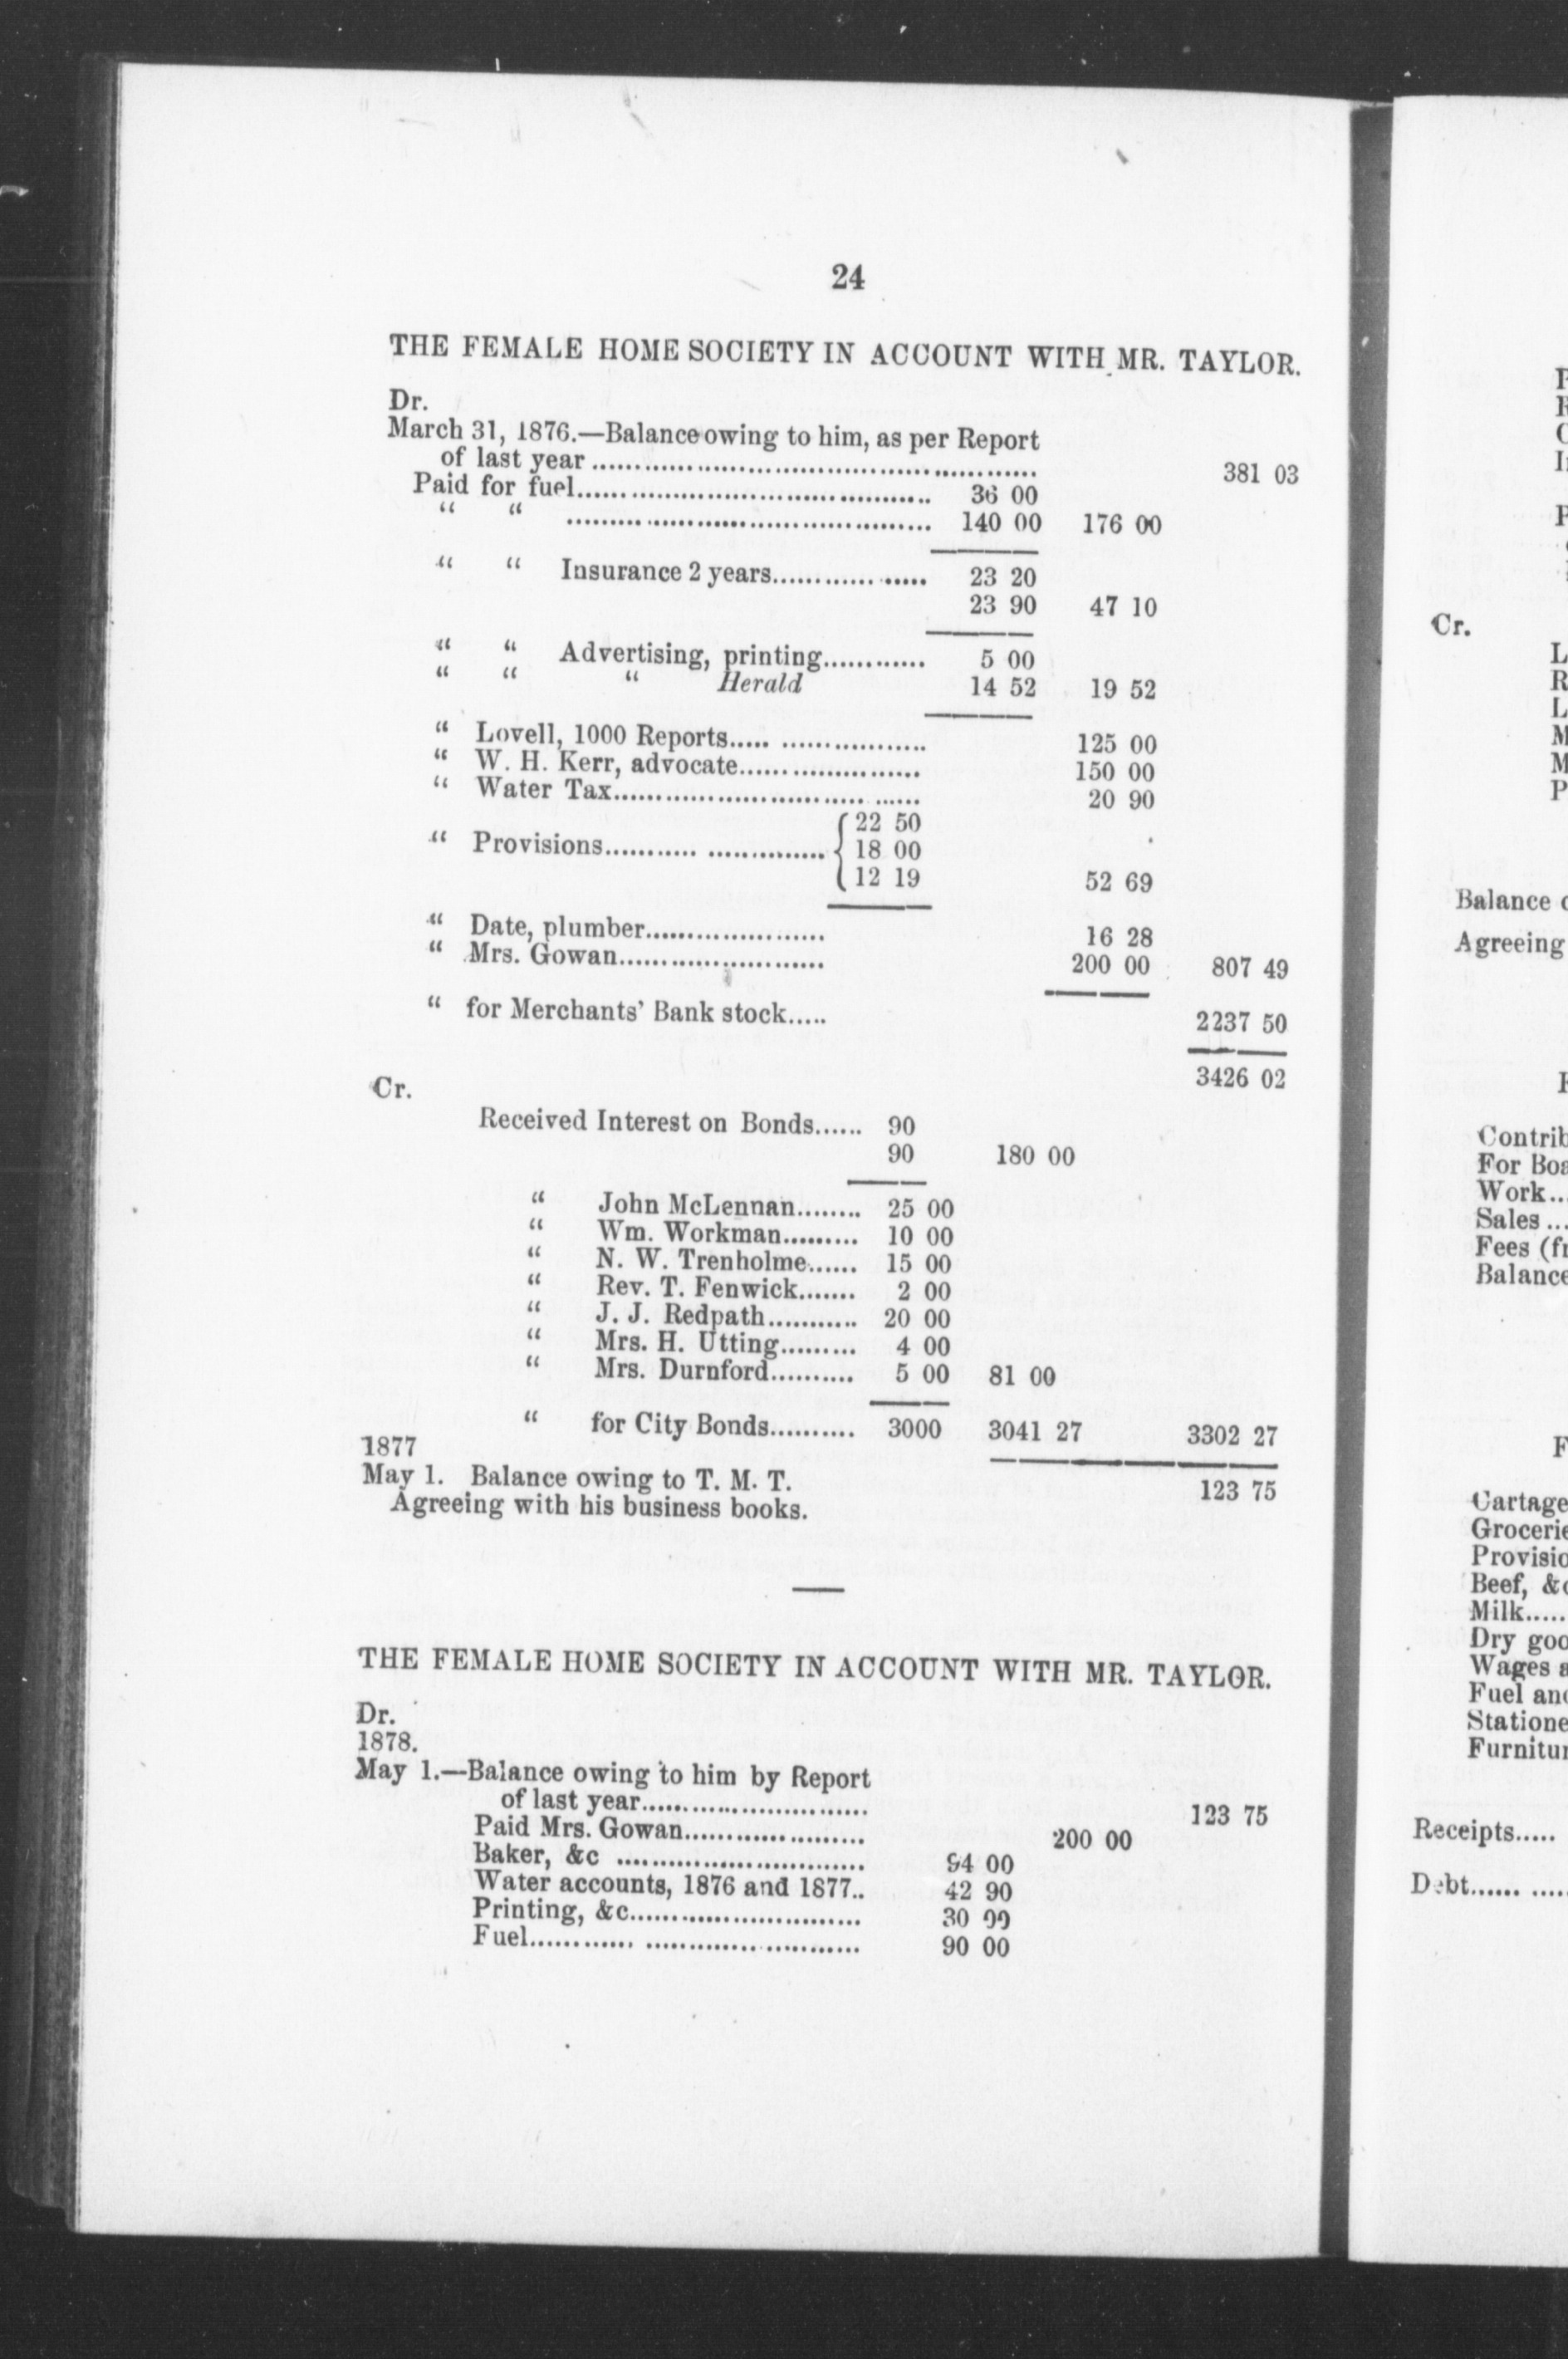 24
THE FEMALE HOME SOCIETY IN ACCOUNT WITH MR. TAYLOR.
Dr.
March 31, 1876.—Balance owing to him, as per Report
of last year ........................................ 381 03
Paid for fuel........................................ 36 00
“ “ ........................................ 140 00 176 00
“ “ Insurance 2 years.................. 23 20
23 90 47 10
“ “ Advertising, printing............ 5 00
“ “ “ Herald 14 52 19 52
“ Lovell, 1000 Reports..... .................. 125 00
“ W. H. Kerr, advocate..................... 150 00
“ Water Tax.............................. ...... 20 90
22 50
“ Provisions........... .............. { 18 00
12 19 52 69
“ Date, plumber..................... 16 28
“ Mrs. Gowan........................ 200 00 807 49
“ for Merchants’ Bank stock..... 2237 50
3426 02
Cr.
Received Interest on Bonds...... 90
90 180 00
“ John McLennan........ 25 00
“ Wm. Workman......... 10 00
“ N. W. Trenholme...... 15 00
“ Rev. T. Fenwick....... 2 00
“ J. J. Redpath........... 20 00
“ Mrs. H. Utting......... 4 00
“ Mrs. Durnford.......... 5 00 81 00
“ for City Bonds.......... 3000 3041 27 3302 27
1877
May 1. Balance owing to T. M. T. 123 75
Agreeing with his business books.
THE FEMALE HOME SOCIETY IN ACCOUNT WITH MR. TAYLOR.
Dr.
1878.
May 1.—Balance owing to him by Report
of last year........................... 123 75
Paid Mrs. Gowan..................... 200 00
Baker, &c ............................ 94 00
Water accounts, 1876 and 1877.. 42 90
Printing, &c........................... 30 00
Fuel............ ........................ 90 00
Cr.
Balance
Agreeing
Contrib
For Boa
Work...
Sales ...
Fees (fr
Balance
Cartage
Grocerie
Provisio
Beef, &c
Milk.....
Dry goo
Wages a
Fuel and
Statione
Furnitur
Receipts.....
Debt...... .....